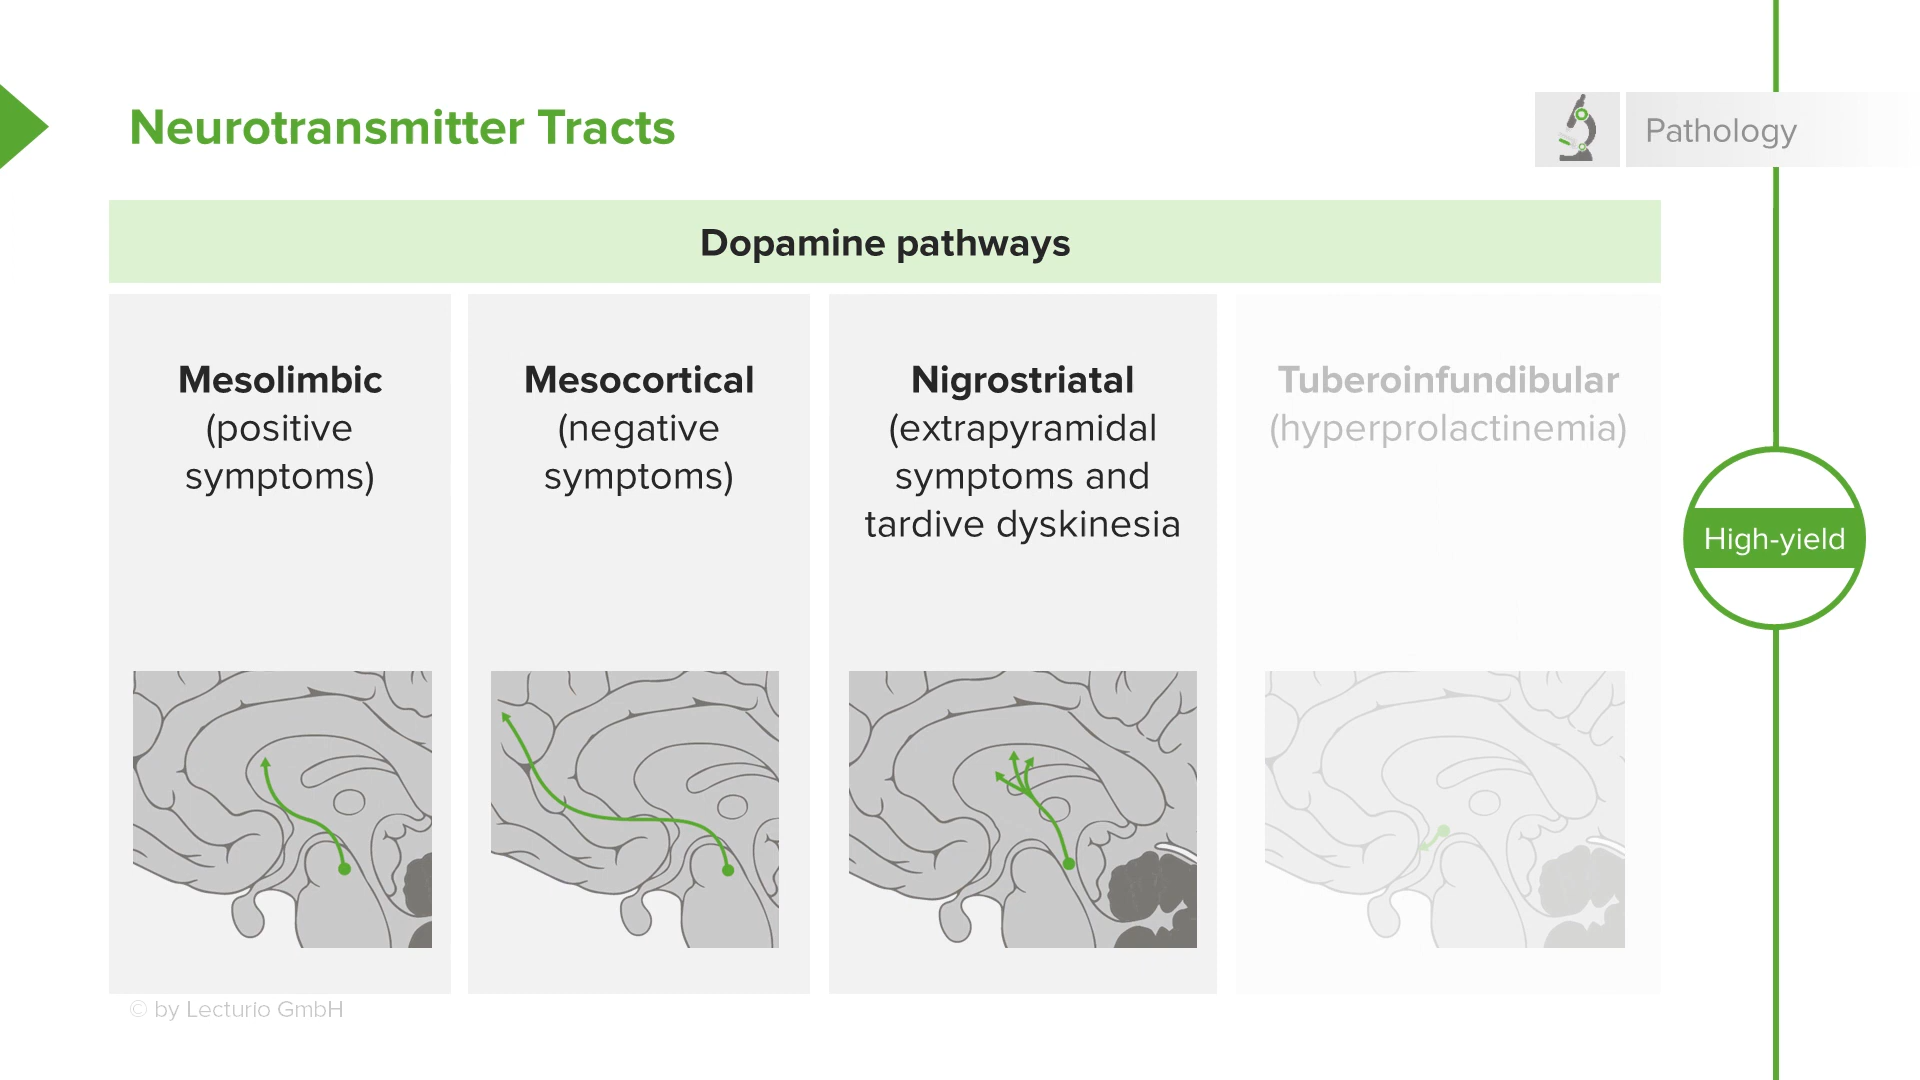 Neurotransmitter Tracts
Pathology
Dopamine pathways
Mesolimbic
(positive
symptoms)
Mesocortical
(negative
symptoms)
Nigrostriatal
(extrapyramidal
symptoms and
tardive dyskinesia
Tuberoinfundibular
(hyperprolactinemia)
High-yield
© by Lecturio GmbH